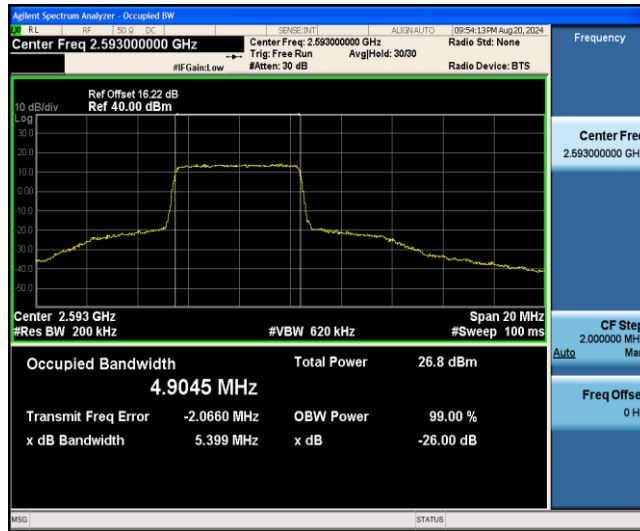 Agilent Spectrum Analyzer - Occupied BW
RL RF 50 Ω DC SENSE:INT ALIGN AUTO 09:54:13 PM Aug 20, 2024
Center Freq 2.593000000 GHz
Center Freq: 2.593000000 GHz
Radio Std: None
Trig: Free Run Avg|Hold: 30/30
#IFGain:Low #Atten: 30 dB Radio Device: BTS
Ref Offset 16.22 dB
10 dB/div Ref 40.00 dBm
Log
30.0
20.0
10.0
0.00
-10.0
-20.0
-30.0
-40.0
-50.0
Center 2.593 GHz Span 20 MHz
#Res BW 200 kHz #VBW 620 kHz #Sweep 100 ms
Occupied Bandwidth Total Power 26.8 dBm
4.9045 MHz
Transmit Freq Error -2.0660 MHz OBW Power 99.00 %
x dB Bandwidth 5.399 MHz x dB -26.00 dB
MSG STATUS
Frequency
Center Fre
2.593000000 GH
CF Step
2.000000 MH
Auto Ma
Freq Offse
0 H